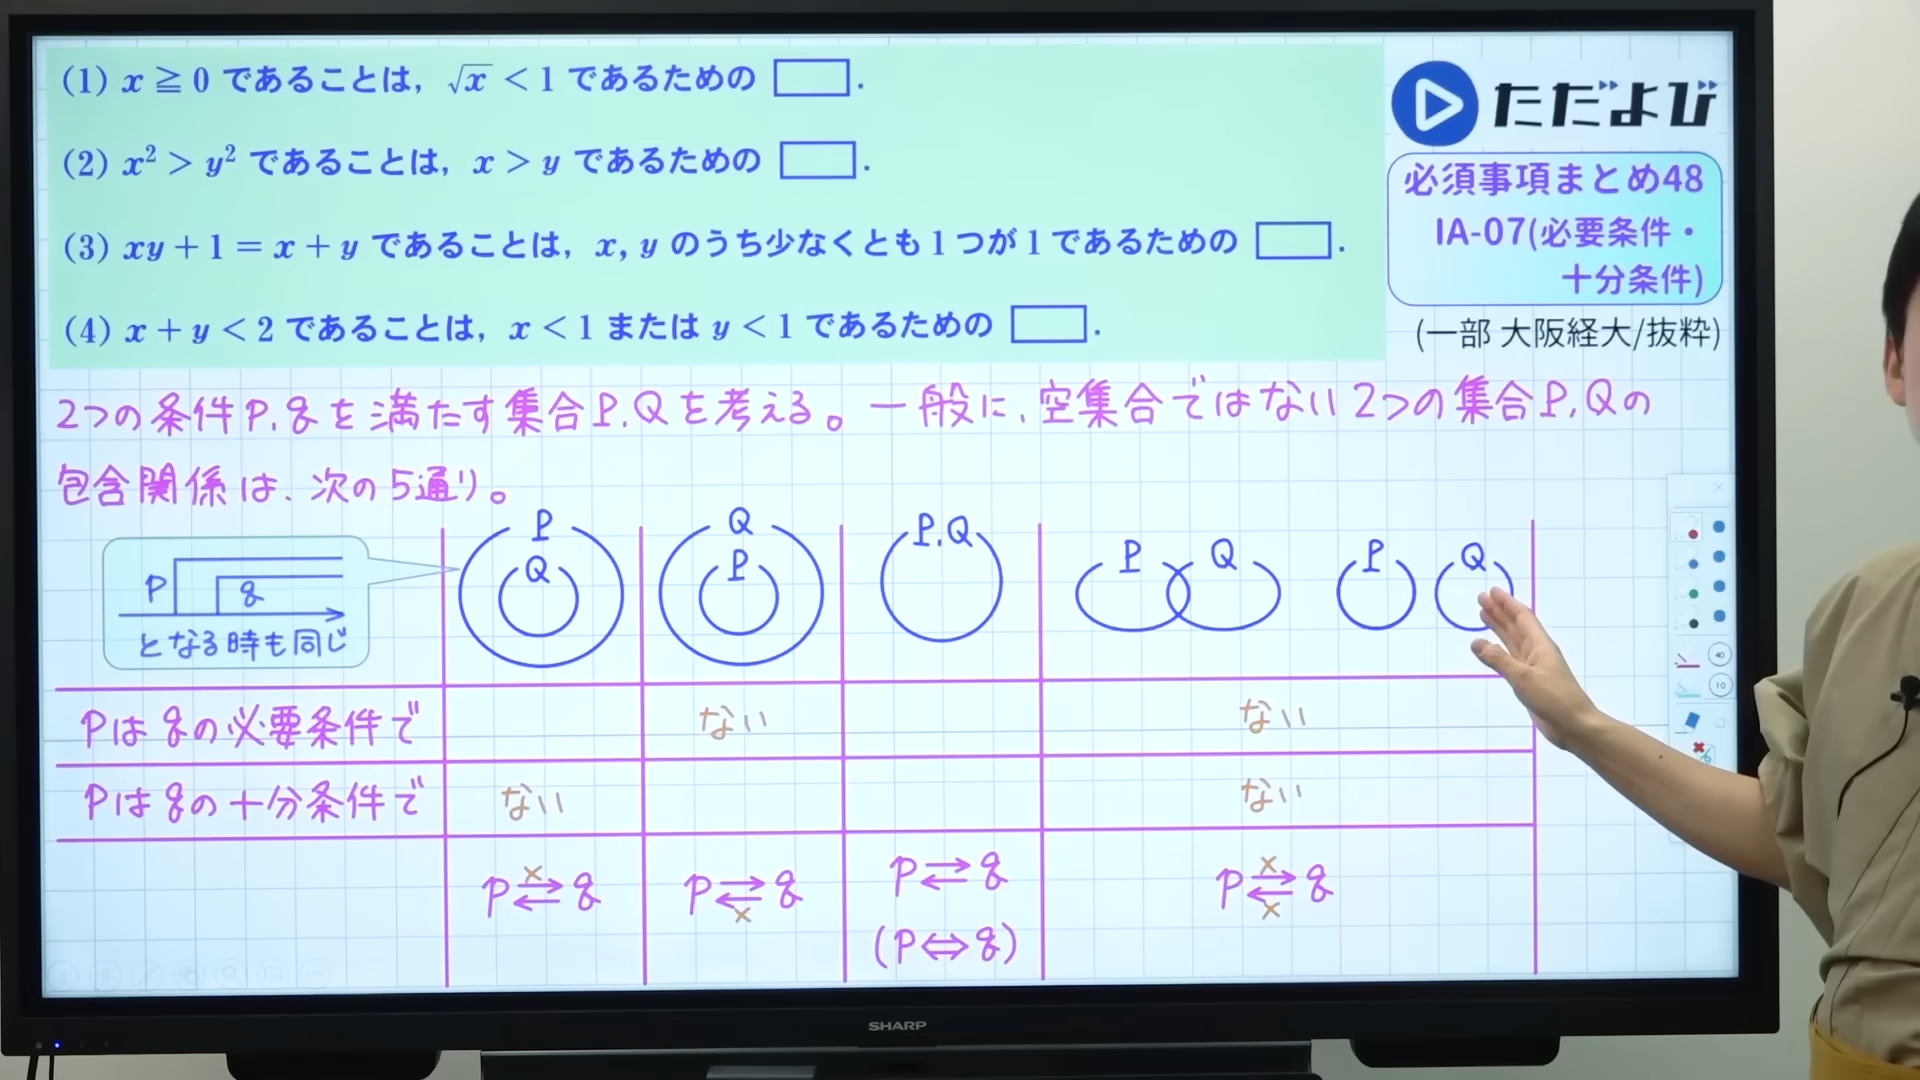 (1) x ≧ 0 であることは, √x < 1 であるための □.
(2) x² > y² であることは, x > y であるための □.
(3) xy + 1 = x + y であることは, x, y のうち少なくとも 1 つが 1 であるための □.
(4) x + y < 2 であることは, x < 1 または y < 1 であるための □.
ただよび
必須事項まとめ48
IA-07(必要条件・
十分条件)
(一部 大阪経大/抜粋)
2つの条件P.qを満たす集合P.Qを考える。一般に、空集合ではない2つの集合P.Qの
包含関係は、次の5通り。
P q
となる時も同じ
P Q
Q P
P.Q
P Q
P Q
Pはqの必要条件で
ない
ない
Pはqの十分条件で
ない
ない
P ⇄ q ×
P ⇄ q ×
P ⇄ q
(P ⇔ q)
P ⇄ q × ×
40
10
SHARP